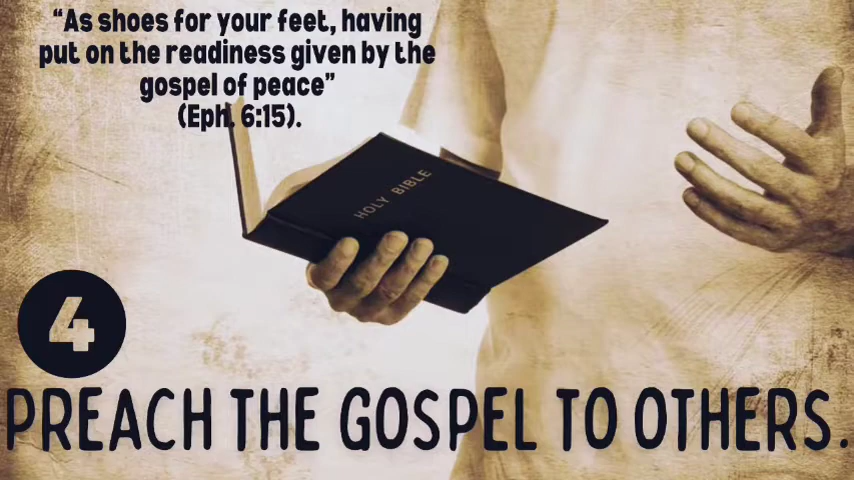 “As shoes for your feet, having
put on the readiness given by the
gospel of peace”
(Eph. 6:15).
HOLY BIBLE
4
PREACH THE GOSPEL TO OTHERS.